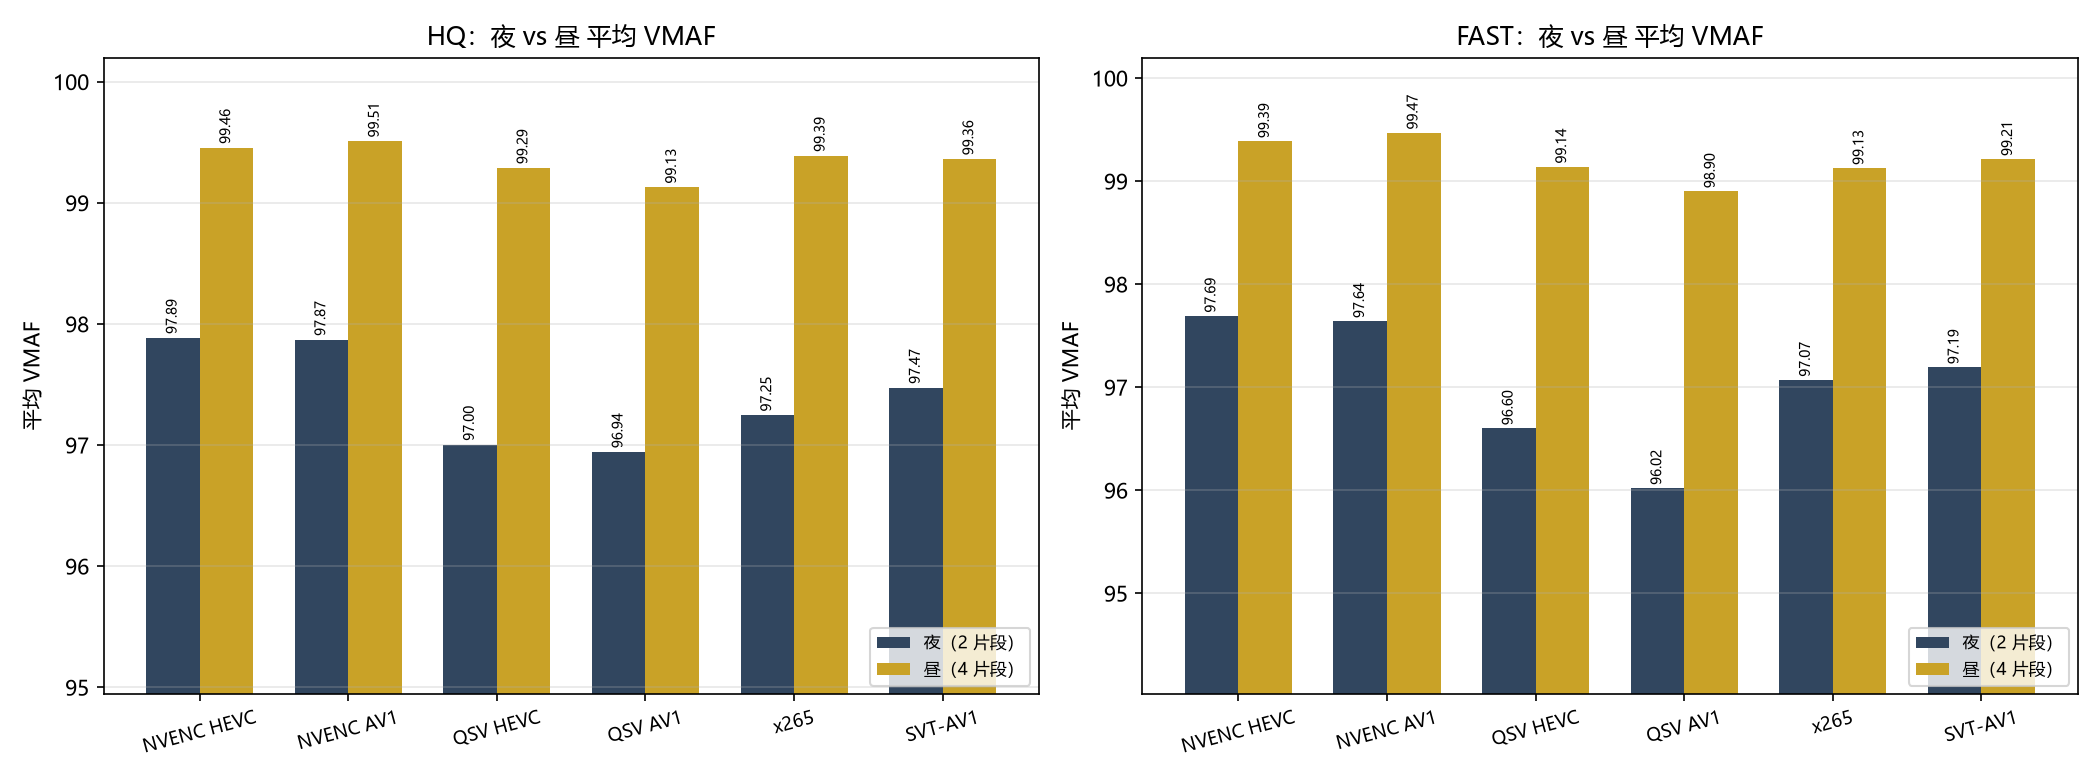 HQ：夜 vs 昼 平均 VMAF
平均 VMAF
100
99
98
97
96
95
97.89
99.46
97.87
99.51
97.00
99.29
96.94
99.13
97.25
99.39
97.47
99.36
夜（2 片段）
昼（4 片段）
NVENC HEVC
NVENC AV1
QSV HEVC
QSV AV1
x265
SVT-AV1
FAST：夜 vs 昼 平均 VMAF
平均 VMAF
100
99
98
97
96
95
97.69
99.39
97.64
99.47
96.60
99.14
96.02
98.90
97.07
99.13
97.19
99.21
夜（2 片段）
昼（4 片段）
NVENC HEVC
NVENC AV1
QSV HEVC
QSV AV1
x265
SVT-AV1